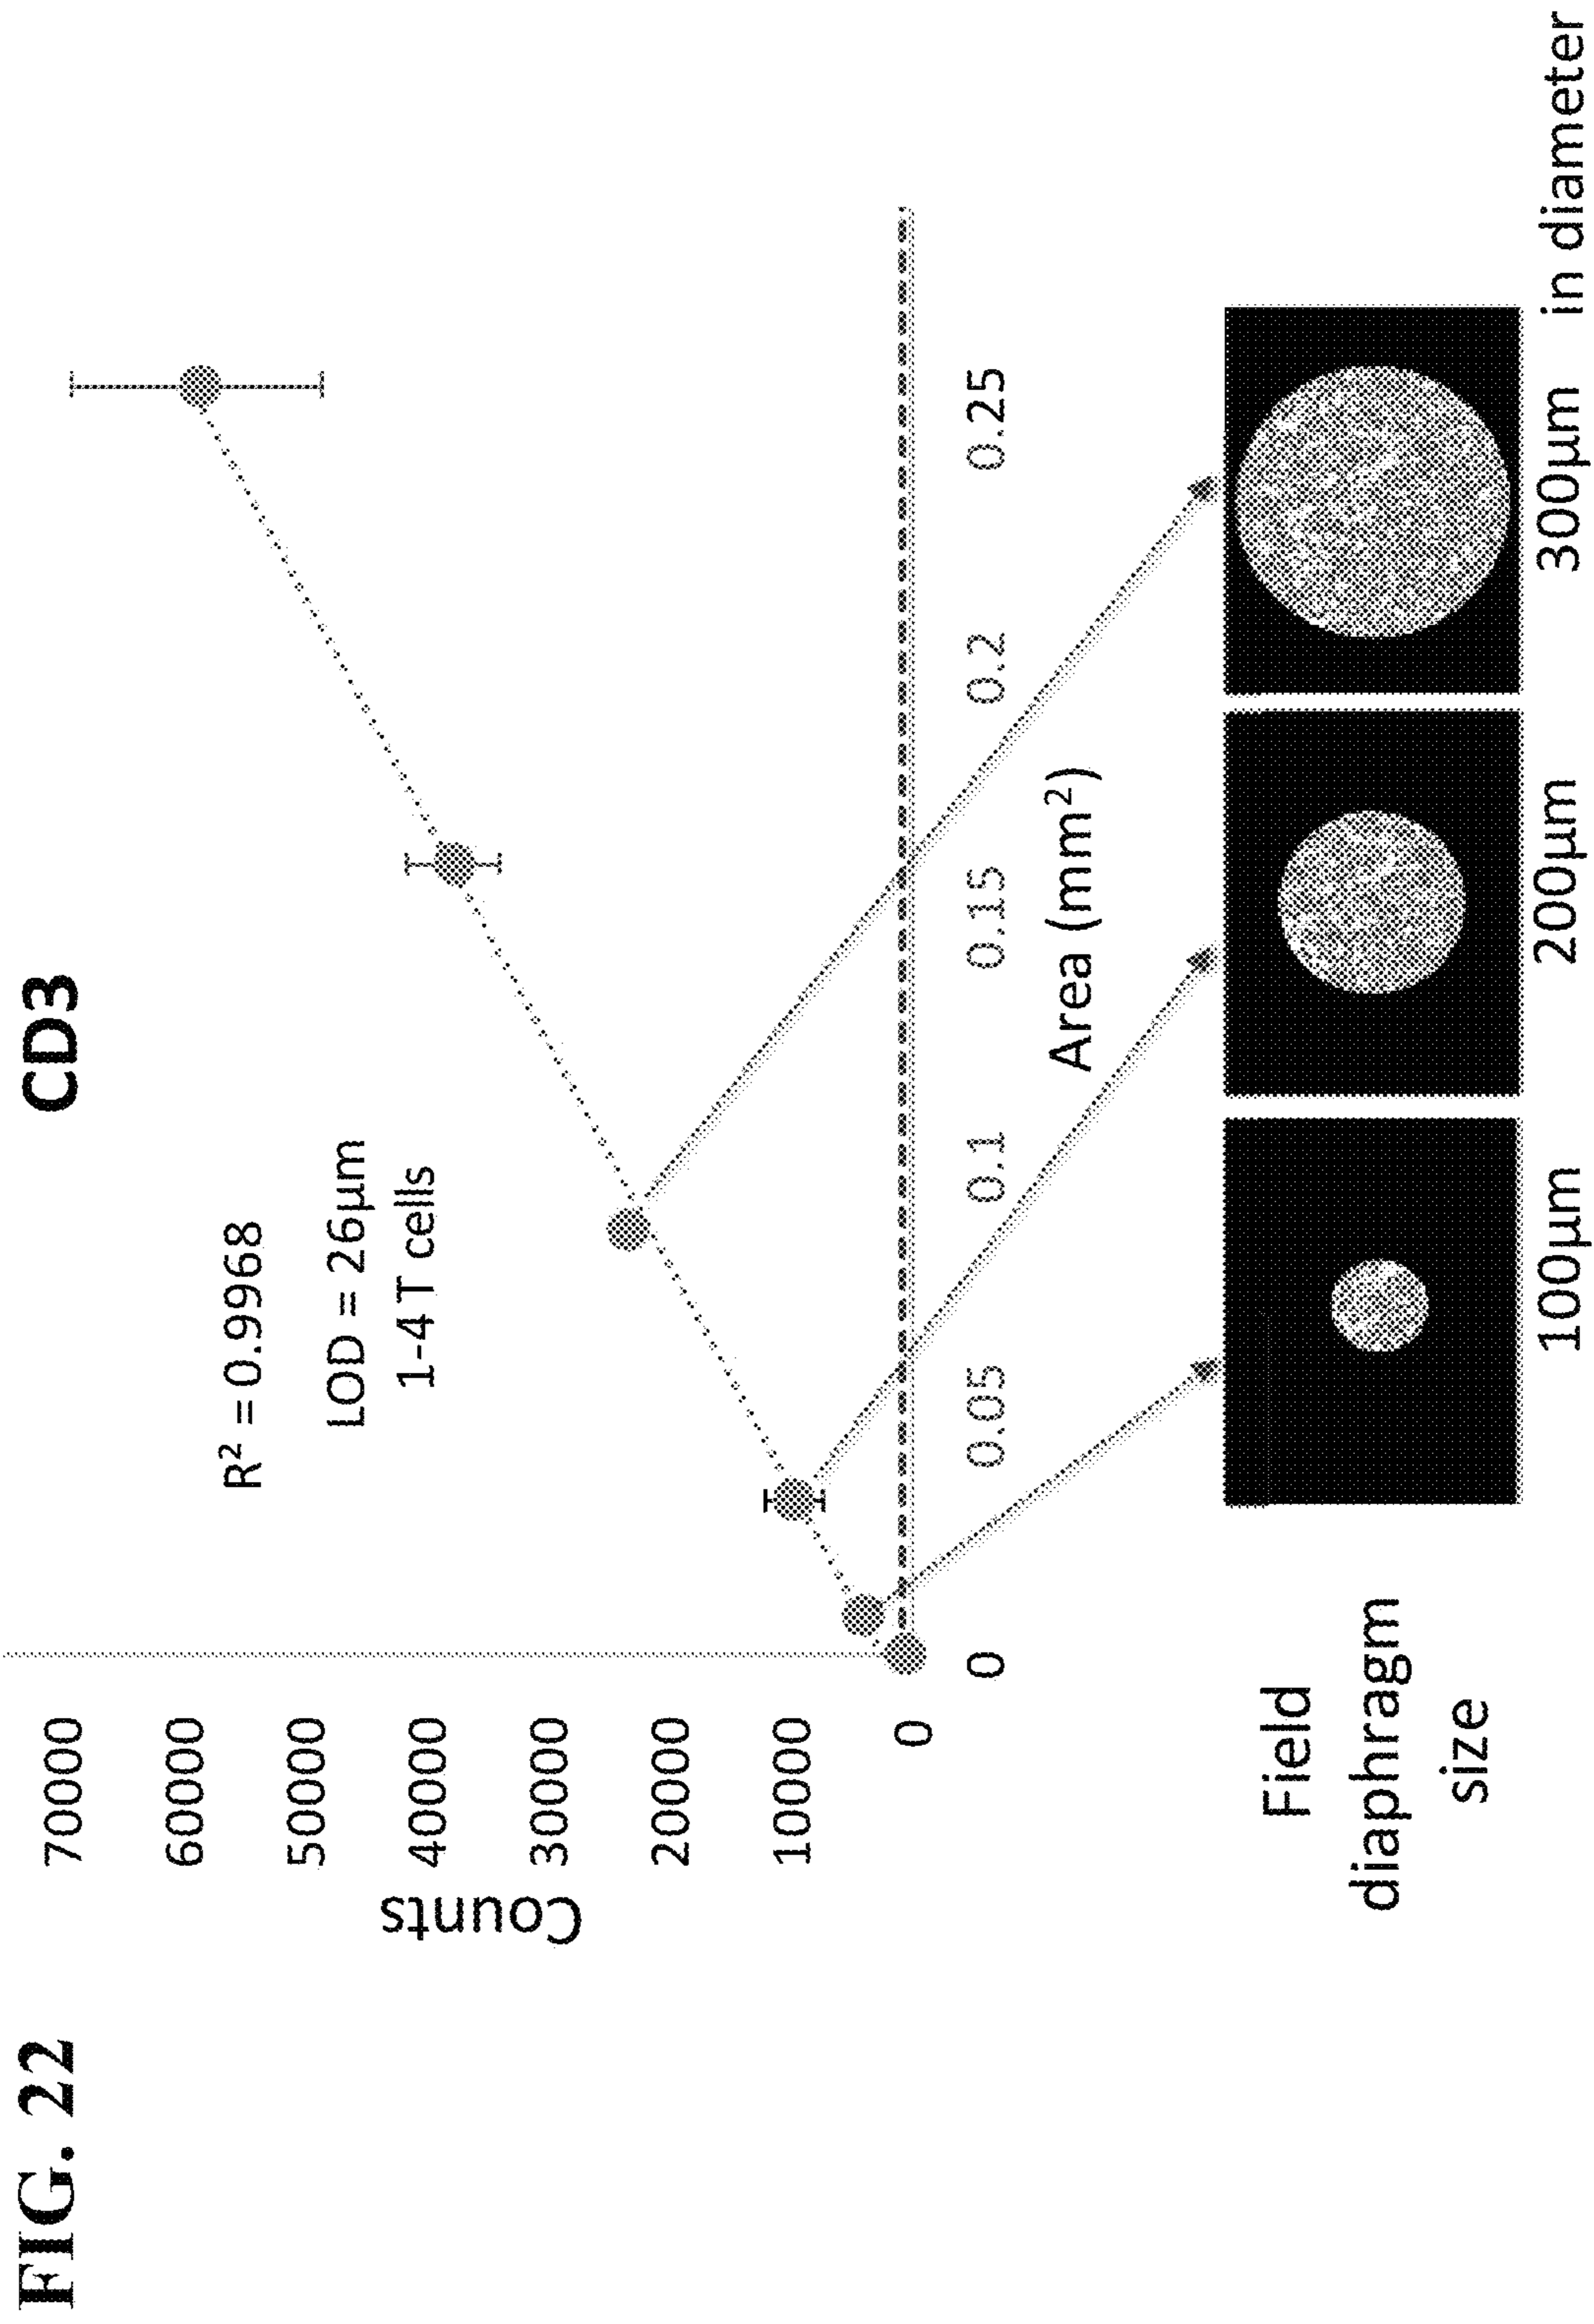 FIG. 22
CD3
R² = 0.9968
LOD = 26µm
1-4 T cells
Counts
70000
60000
50000
40000
30000
20000
10000
0
0 0.05 0.1 0.15 0.2 0.25
Area (mm²)
Field
diaphragm
size
100µm 200µm 300µm in diameter